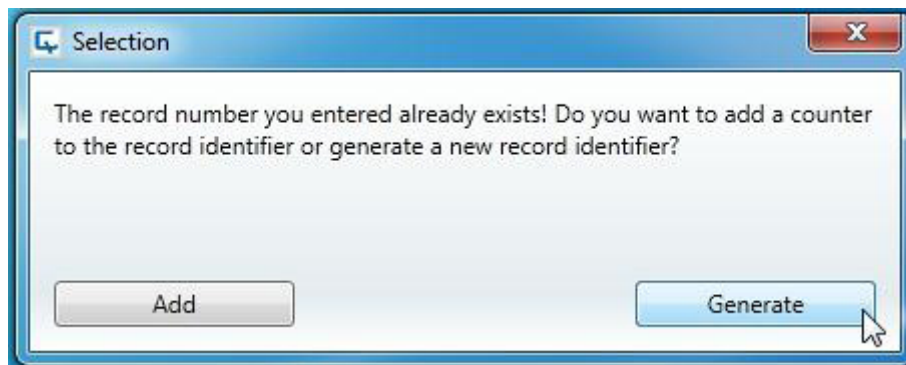 Selection
The record number you entered already exists! Do you want to add a counter
to the record identifier or generate a new record identifier?
Add
Generate